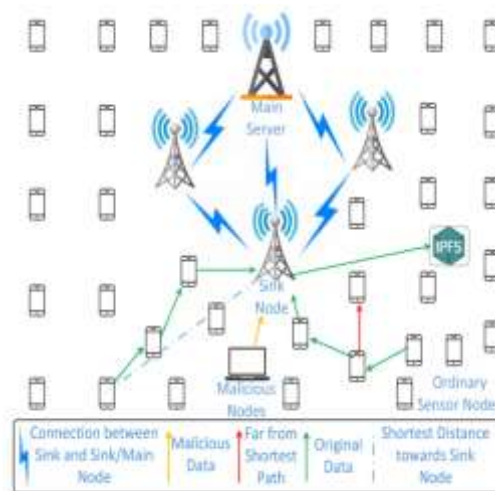 Main
Server
IPFS
Sink
Node
Malicious
Nodes
Ordinary
Sensor Node
Connection between
Sink and Sink/Main
Node
Malicious
Data
Far from
Shortest
Path
Original
Data
Shortest Distance
towards Sink
Node